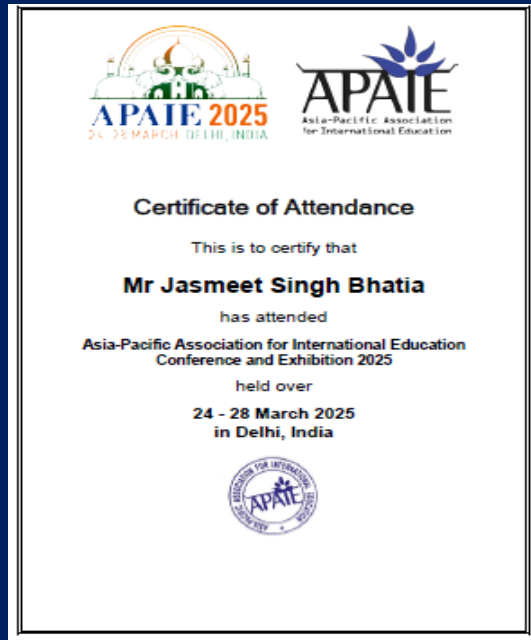 APAIE 2025
24-28 MARCH DELHI, INDIA
APAIE
Asia-Pacific Association
for International Education
Certificate of Attendance
This is to certify that
Mr Jasmeet Singh Bhatia
has attended
Asia-Pacific Association for International Education
Conference and Exhibition 2025
held over
24 - 28 March 2025
in Delhi, India
ASIA-PACIFIC ASSOCIATION FOR INTERNATIONAL EDUCATION
APAIE